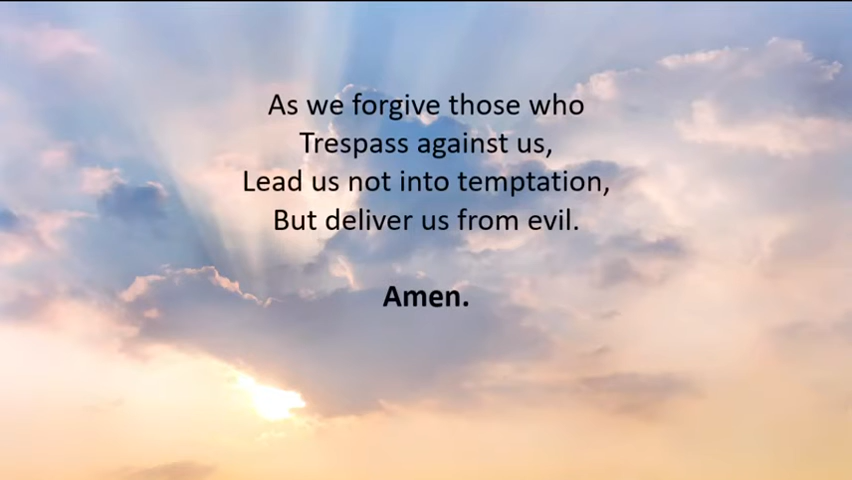 As we forgive those who
Trespass against us,
Lead us not into temptation,
But deliver us from evil.
Amen.